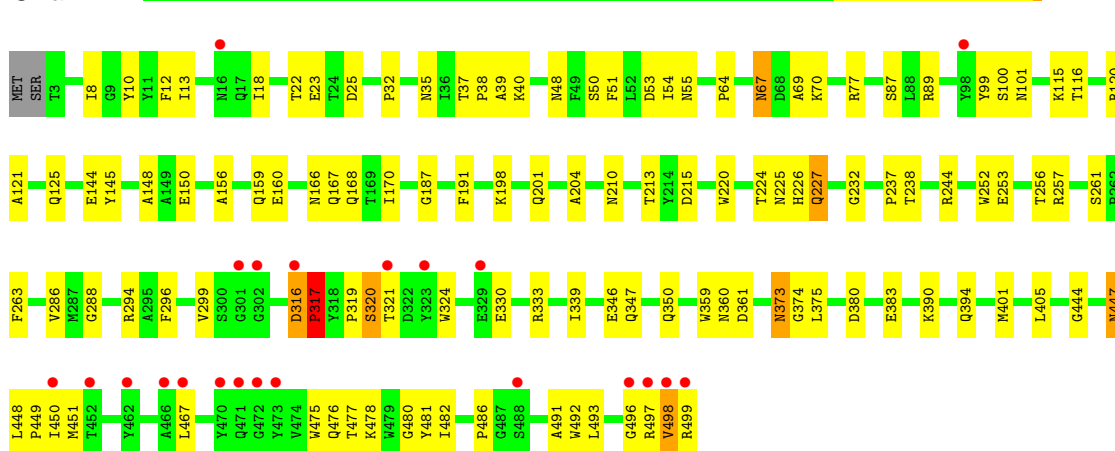 MET SER T3 I8 G9 Y10 Y11 F12 I13 N16 Q17 I18 T22 E23 T24 D25 P32 N35 I36 T37 P38 A39 K40 N48 F49 S50 F51 L52 D53 I54 N55 P64 N67 D68 A69 K70 R77 S87 L88 R89 Y98 Y99 S100 N101 K115 T116
A121 Q125 E144 Y145 A148 A149 E150 A156 Q159 E160 N166 Q167 Q168 T169 I170 G187 F191 K198 Q201 A204 N210 T213 Y214 D215 W220 T224 N225 H226 Q227 G232 P237 T238 R244 W252 E253 T256 R257 S261
F263 V286 M287 G288 R294 A295 F296 V299 S300 G301 G302 D316 P317 Y318 P319 S320 T321 D322 Y323 W324 E329 E330 R333 I339 E346 Q347 Q350 W359 N360 D361 N373 G374 L375 D380 E383 K390 Q394 M401 L405 G444 N447
L448 P449 I450 M451 T452 Y462 A466 L467 Y470 Q471 G472 Y473 V474 W475 Q476 T477 K478 W479 G480 Y481 I482 P486 G487 S488 A491 W492 L493 G496 R497 V498 R499